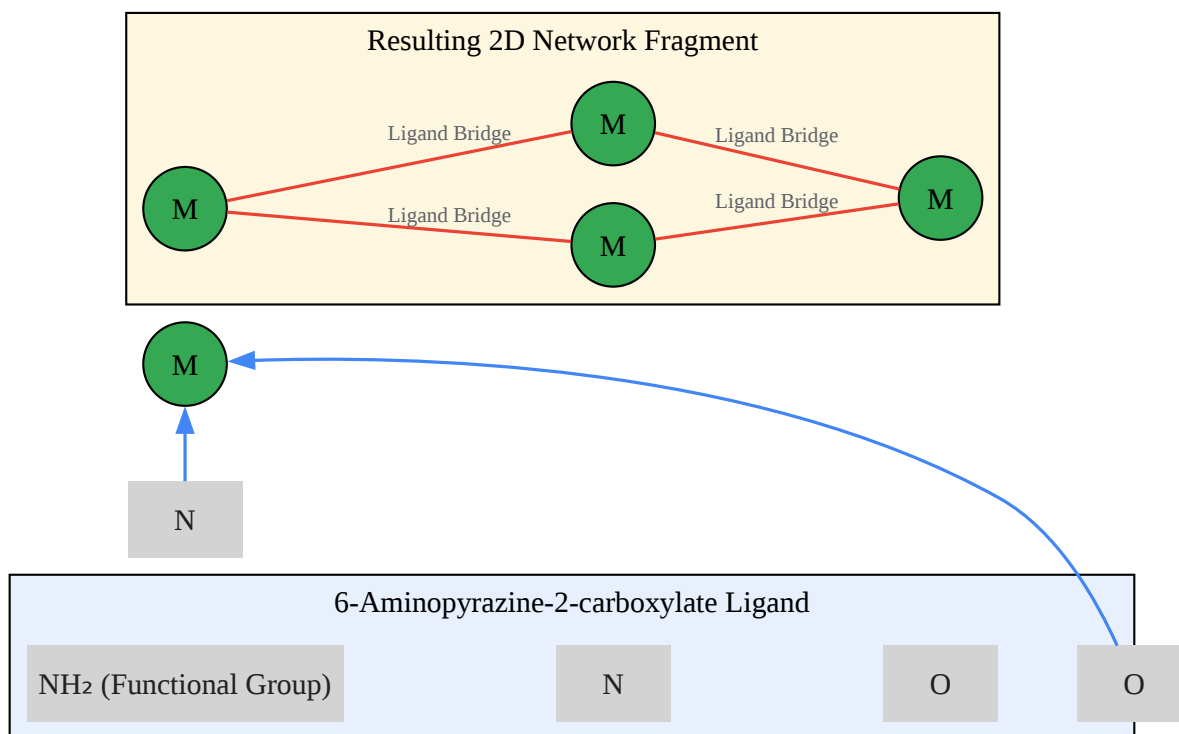 Resulting 2D Network Fragment
M
Ligand Bridge
Ligand Bridge
M
M
Ligand Bridge
Ligand Bridge
M
M
N
6-Aminopyrazine-2-carboxylate Ligand
NH₂ (Functional Group)
N
O
O